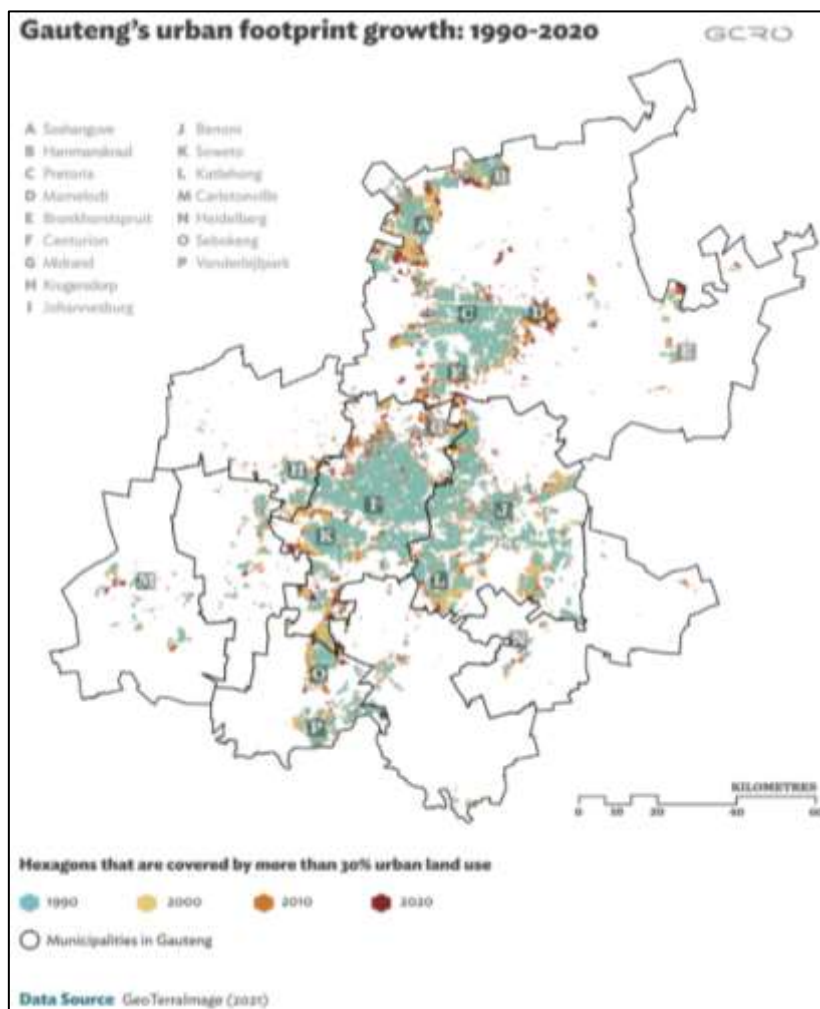 Gauteng's urban footprint growth: 1990-2020
GCRO
A Soshanguve
B Hammanskraal
C Pretoria
D Mamelodi
E Bronkhorstspruit
F Centurion
G Midrand
H Krugersdorp
I Johannesburg
J Benoni
K Soweto
L Katlehong
M Carletonville
N Heidelberg
O Sebokeng
P Vanderbijlpark
B
A
C
D
F
E
G
H
I
J
K
L
M
N
O
P
KILOMETRES
0 10 20 40 60
Hexagons that are covered by more than 30% urban land use
1990 2000 2010 2020
Municipalities in Gauteng
Data Source GeoTerraImage (2021)